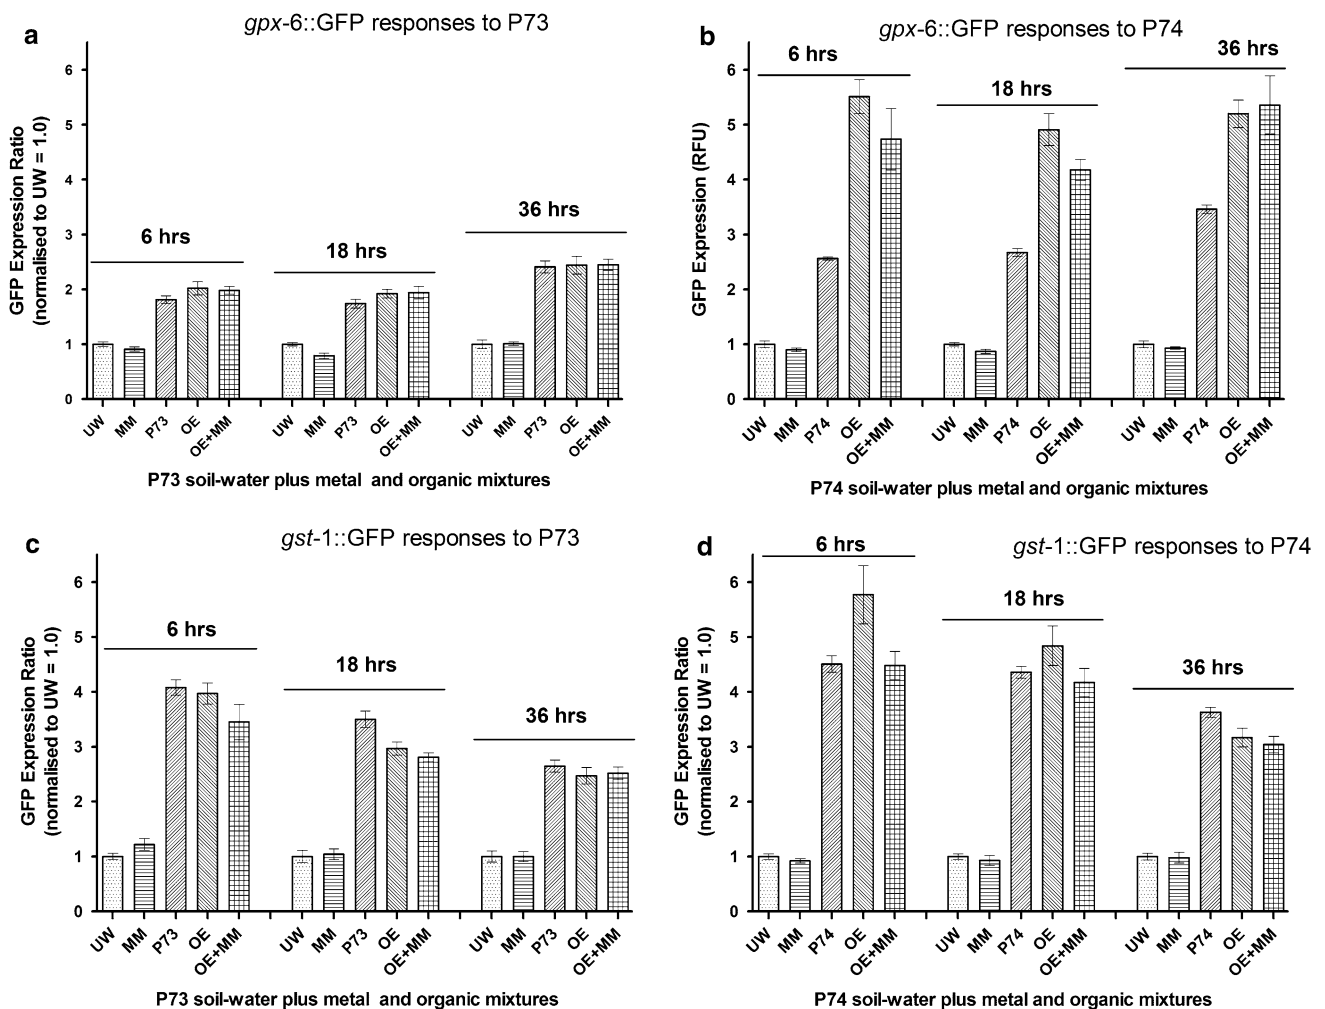 a
gpx-6::GFP responses to P73
GFP Expression Ratio
(normalised to UW = 1.0)
6
5
4
3
2
1
0
6 hrs
18 hrs
36 hrs
UW MM P73 OE OE+MM UW MM P73 OE OE+MM UW MM P73 OE OE+MM
P73 soil-water plus metal and organic mixtures
b
gpx-6::GFP responses to P74
GFP Expression (RFU)
6
5
4
3
2
1
0
6 hrs
18 hrs
36 hrs
UW MM P74 OE OE+MM UW MM P74 OE OE+MM UW MM P74 OE OE+MM
P74 soil-water plus metal and organic mixtures
c
gst-1::GFP responses to P73
GFP Expression Ratio
(normalised to UW = 1.0)
6
5
4
3
2
1
0
6 hrs
18 hrs
36 hrs
UW MM P73 OE OE+MM UW MM P73 OE OE+MM UW MM P73 OE OE+MM
P73 soil-water plus metal and organic mixtures
d
gst-1::GFP responses to P74
GFP Expression Ratio
(normalised to UW = 1.0)
6
5
4
3
2
1
0
6 hrs
18 hrs
36 hrs
UW MM P74 OE OE+MM UW MM P74 OE OE+MM UW MM P74 OE OE+MM
P74 soil-water plus metal and organic mixtures